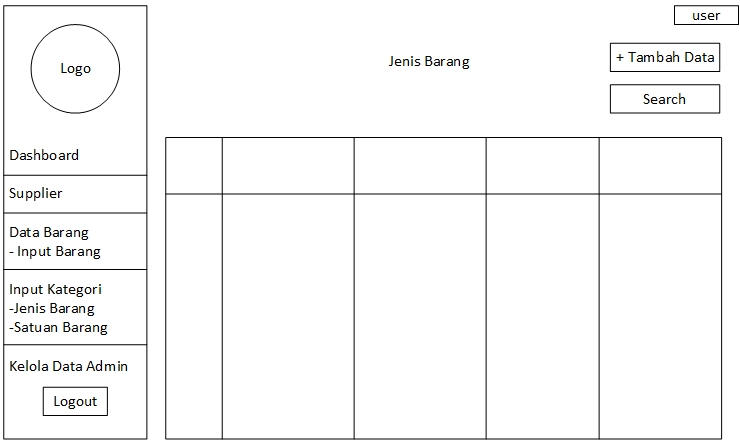 user
Logo
Jenis Barang
+ Tambah Data
Search
Dashboard
Supplier
Data Barang
- Input Barang
Input Kategori
-Jenis Barang
-Satuan Barang
Kelola Data Admin
Logout